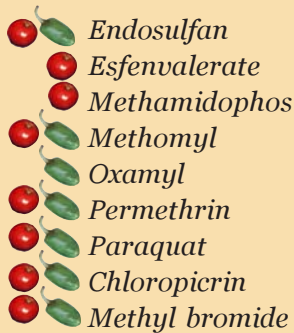 Endosulfan
Esfenvalerate
Methamidophos
Methomyl
Oxamyl
Permethrin
Paraquat
Chloropicrin
Methyl bromide